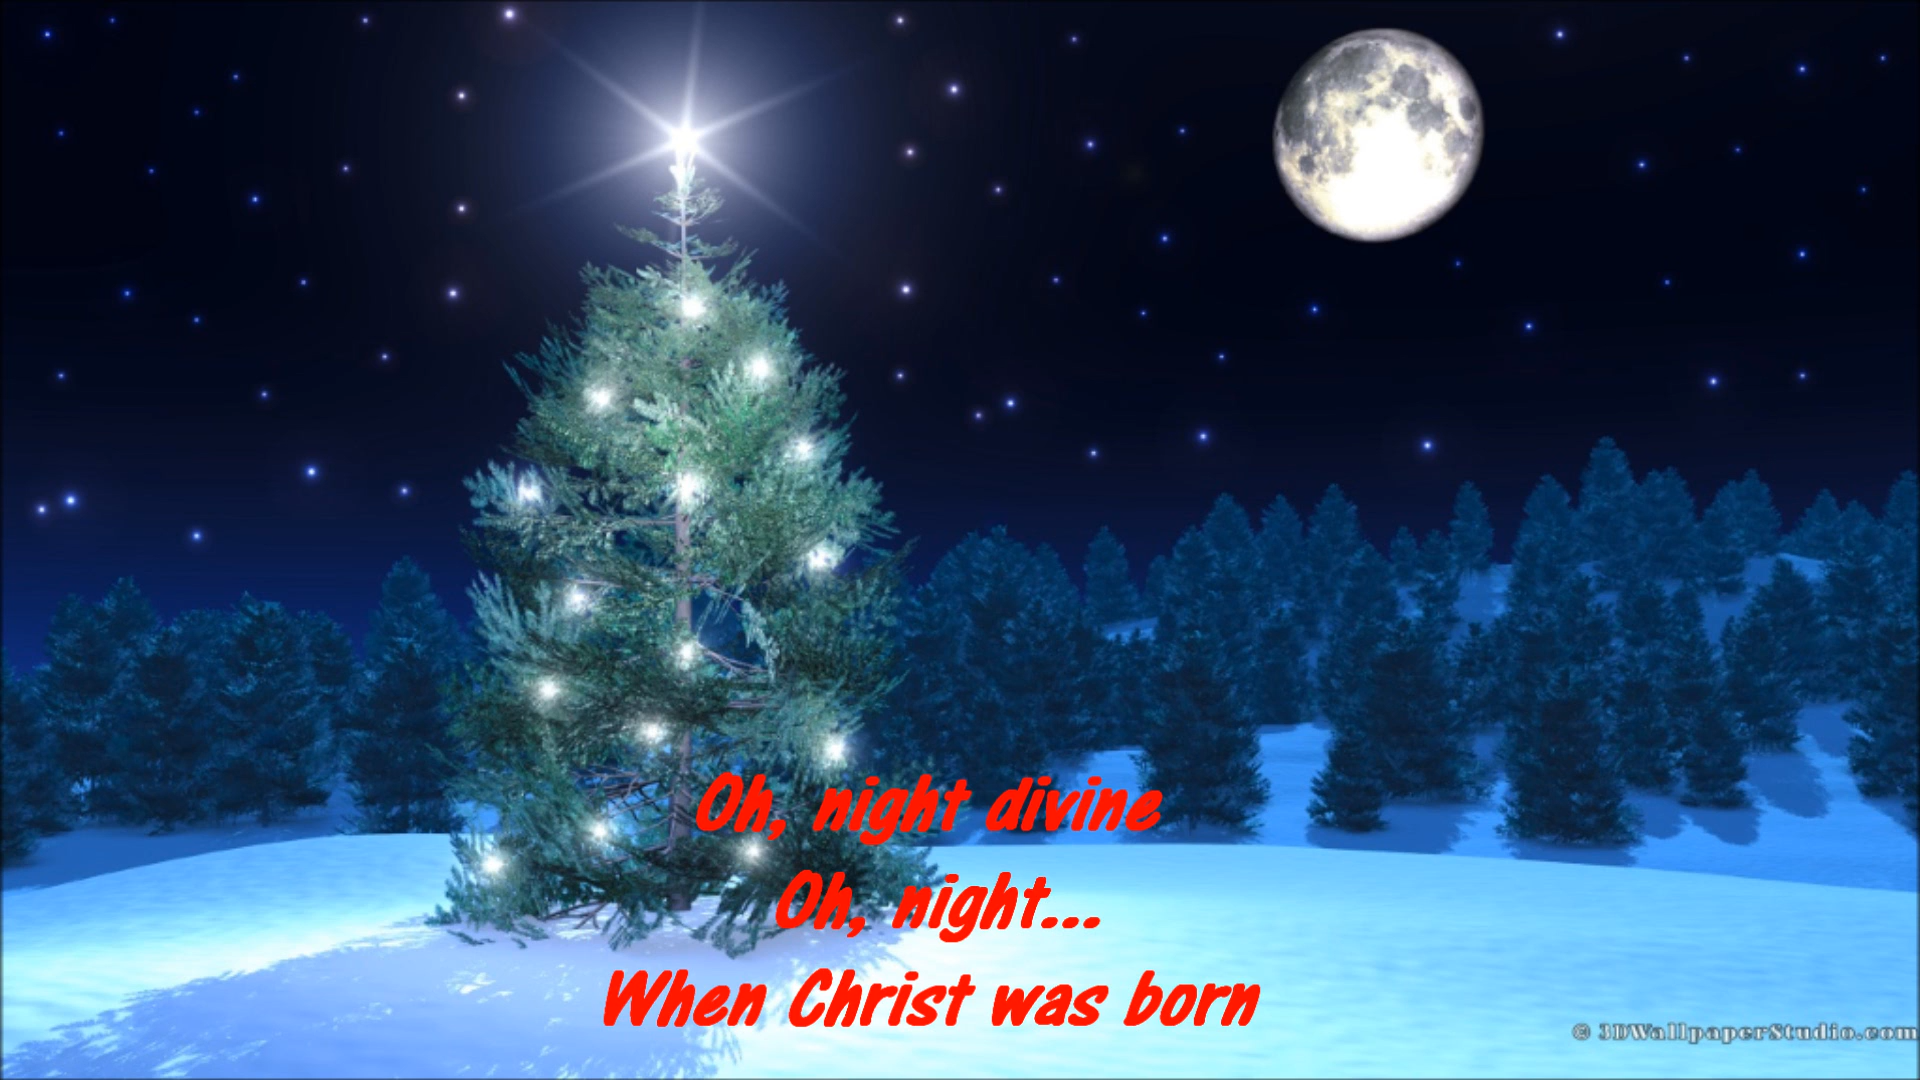 Oh, night divine
Oh, night...
When Christ was born
© 3DWallpaperStudio.com